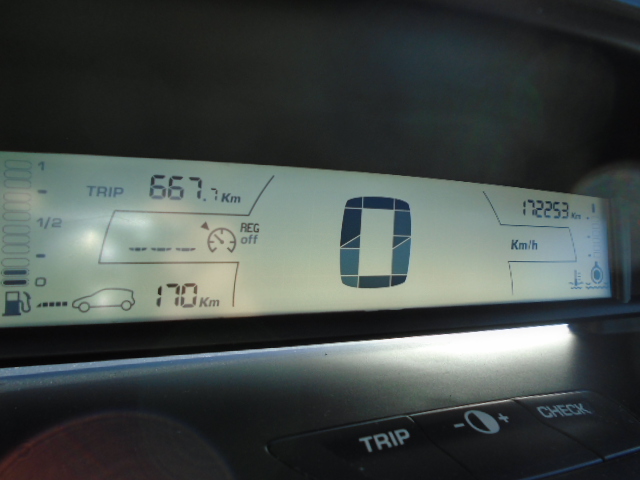 1
TRIP 667.7 Km
172253 Km
1/2
REG
off
--- 
0
Km/h
0
170 Km
TRIP
- +
CHECK